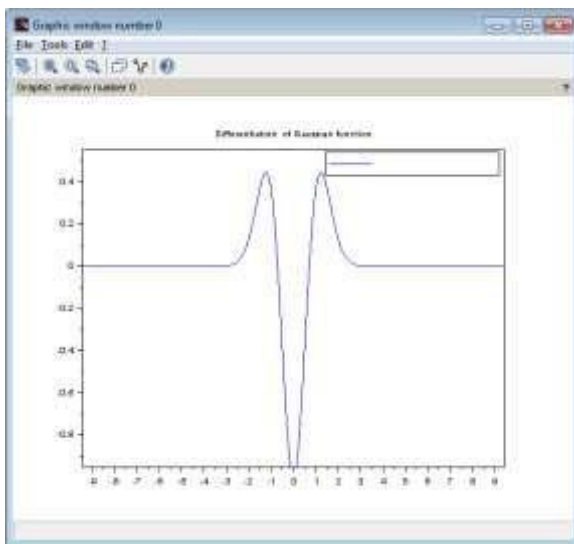 Graphic window number 0
File Tools Edit ?
Graphic window number 0
Differentiation of Gaussian function
0.4
0.2
0
-0.2
-0.4
-0.6
-0.8
-9 -8 -7 -6 -5 -4 -3 -2 -1 0 1 2 3 4 5 6 7 8 9